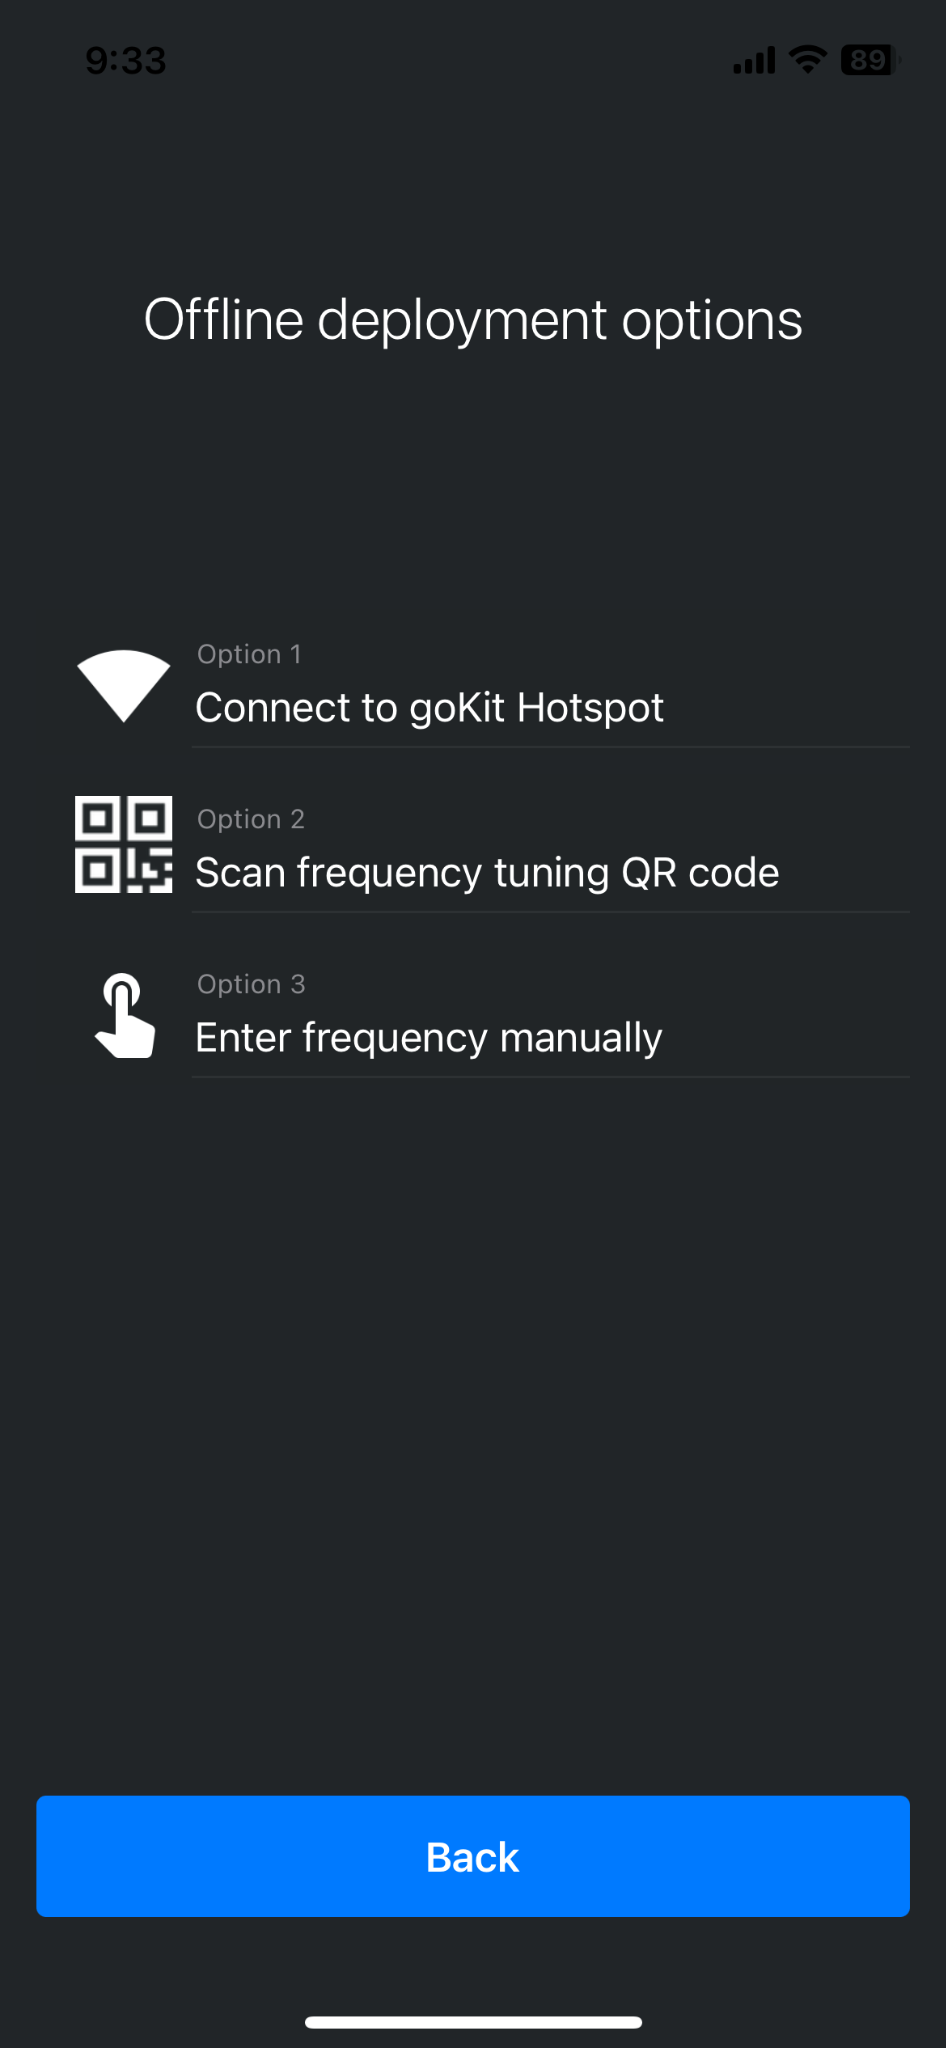 9:33
89
Offline deployment options
Option 1
Connect to goKit Hotspot
Option 2
Scan frequency tuning QR code
Option 3
Enter frequency manually
Back